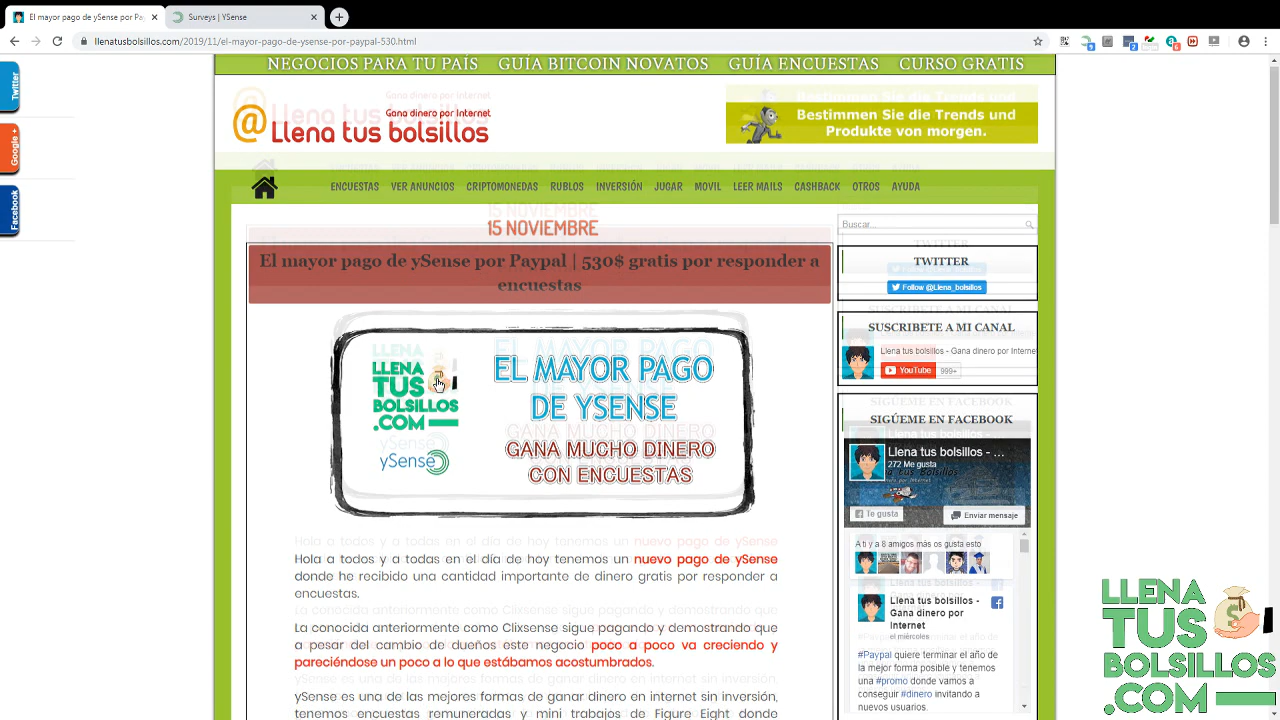 El mayor pago de ySense por Pay
Surveys | YSense
llenatusbolsillos.com/2019/11/el-mayor-pago-de-ysense-por-paypal-530.html
NEGOCIOS PARA TU PAÍS GUÍA BITCOIN NOVATOS GUÍA ENCUESTAS CURSO GRATIS
Twitter
Google +
Facebook
Gana dinero por Internet
@Llena tus bolsillos
Bestimmen Sie die Trends und
Produkte von morgen.
ENCUESTAS VER ANUNCIOS CRIPTOMONEDAS RUBLOS INVERSIÓN JUGAR MOVIL LEER MAILS CASHBACK OTROS AYUDA
15 NOVIEMBRE
El mayor pago de ySense por Paypal | 530$ gratis por responder a
encuestas
LLENA
TUS
BOLSILLOS
.COM
ySense
EL MAYOR PAGO
DE YSENSE
GANA MUCHO DINERO
CON ENCUESTAS
Hola a todos y a todas en el día de hoy tenemos un nuevo pago de ySense
donde he recibido una cantidad importante de dinero gratis por responder a
encuestas.
La conocida anteriormente como Clixsense sigue pagando y demostrando que
a pesar del cambio de dueños este negocio poco a poco va creciendo y
pareciéndose un poco a lo que estábamos acostumbrados.
ySense es una de las mejores formas de ganar dinero en internet sin inversión,
tenemos encuestas remuneradas y mini trabajos de Figure Eight donde
Buscar...
TWITTER
Follow @Llena_bolsillos
SUSCRIBETE A MI CANAL
Llena tus bolsillos - Gana dinero por Interne
YouTube 999+
SIGÚEME EN FACEBOOK
Llena tus bolsillos - ...
272 Me gusta
Te gusta
Enviar mensaje
A ti y a 8 amigos más os gusta esto
Llena tus bolsillos -
Gana dinero por
Internet
el miércoles
#Paypal quiere terminar el año de
la mejor forma posible y tenemos
una #promo donde vamos a
conseguir #dinero invitando a
nuevos usuarios.
LLENA
TUS
BOLSILLOS
.COM